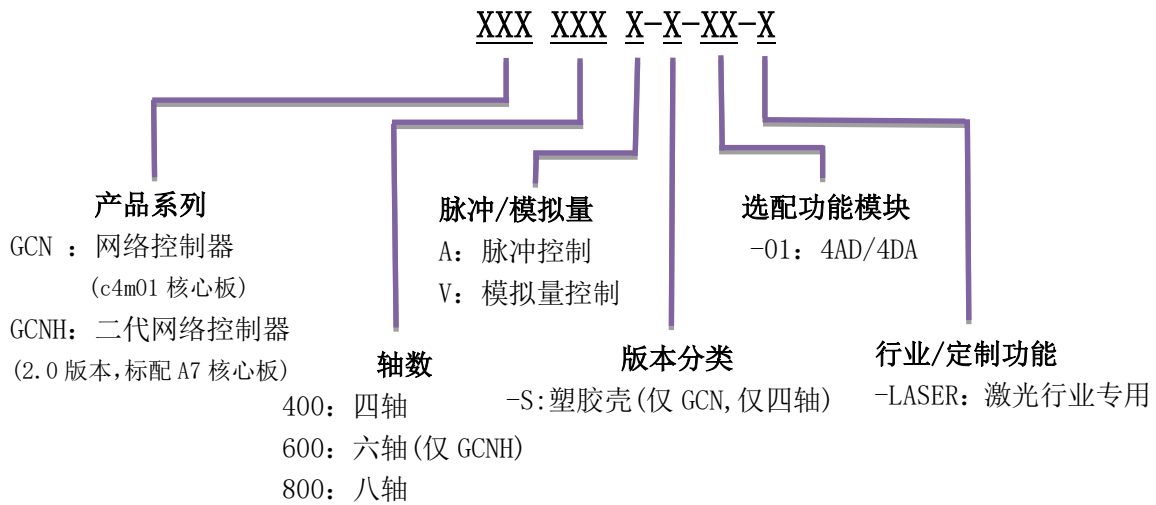 XXX XXX X-X-XX-X
产品系列
GCN ：网络控制器
(c4m01 核心板)
GCNH：二代网络控制器
(2.0 版本,标配 A7 核心板)
轴数
400：四轴
600：六轴(仅 GCNH)
800：八轴
脉冲/模拟量
A：脉冲控制
V：模拟量控制
版本分类
-S:塑胶壳(仅 GCN,仅四轴)
选配功能模块
-01：4AD/4DA
行业/定制功能
-LASER：激光行业专用